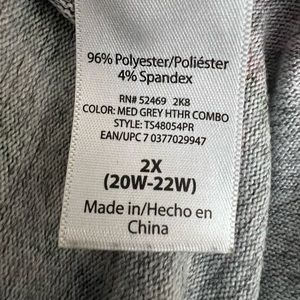 96% Polyester/Poliéster
4% Spandex
RN# 52469 2K8
COLOR: MED GREY HTHR COMBO
STYLE: TS48054PR
EAN/UPC 7 0377029947
2X
(20W-22W)
Made in/Hecho en
China